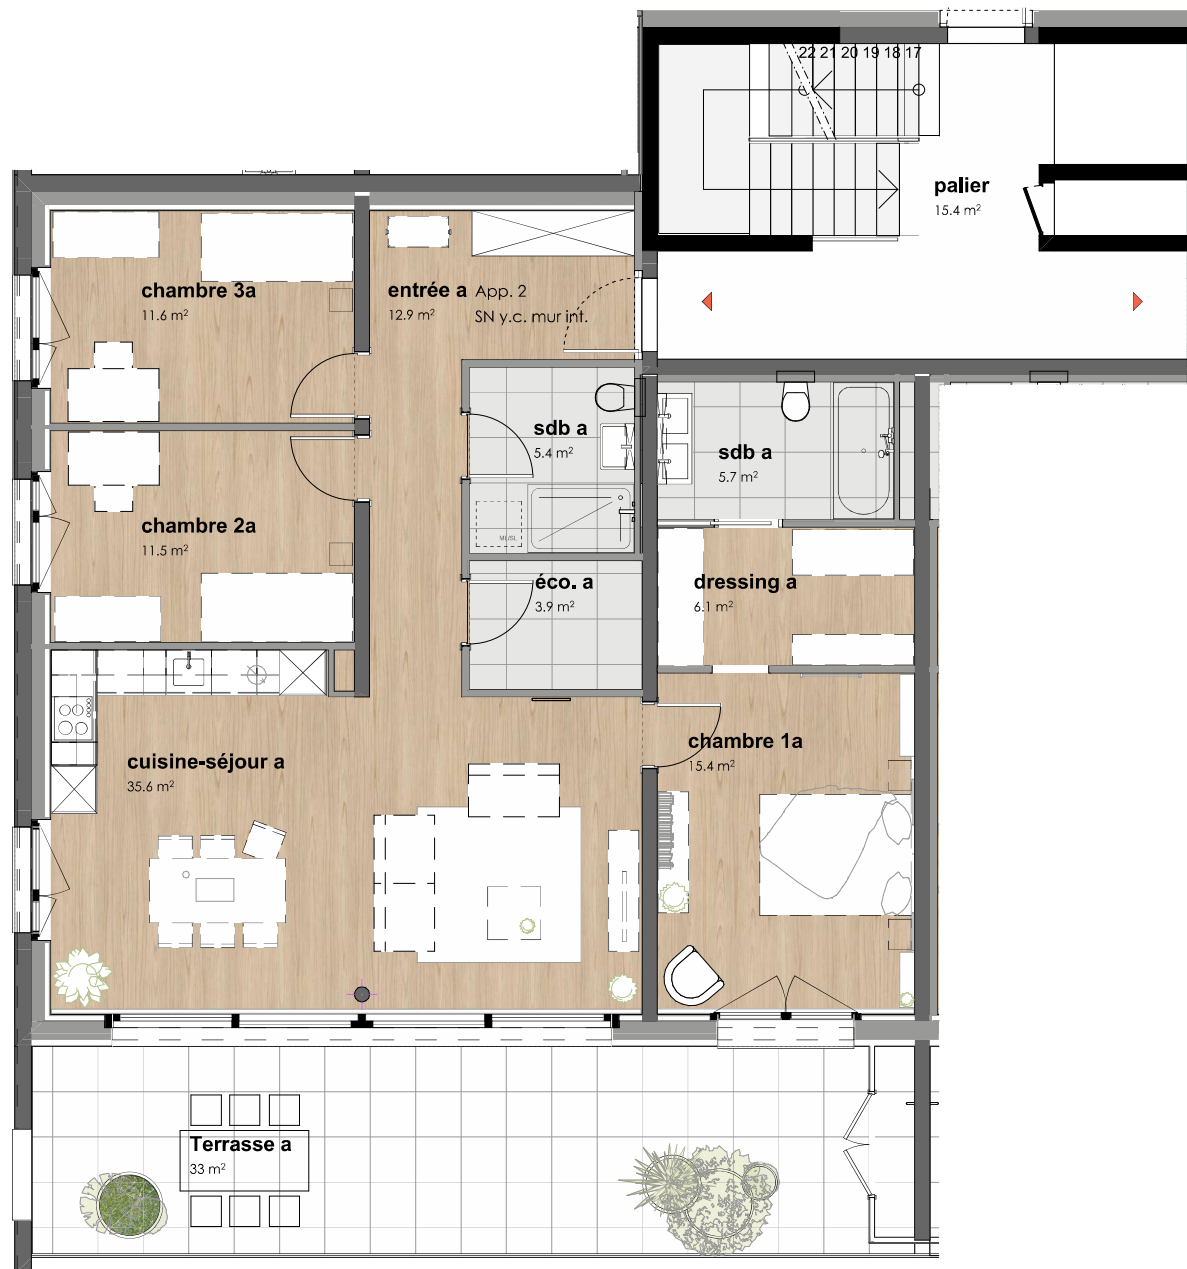 22 21 20 19 18 17
palier
15.4 m²
chambre 3a
11.6 m²
entrée a App. 2
12.9 m² SN y.c. mur int.
sdb a
5.4 m²
sdb a
5.7 m²
chambre 2a
11.5 m²
ML/SL
éco. a
3.9 m²
dressing a
6.1 m²
chambre 1a
15.4 m²
cuisine-séjour a
35.6 m²
Terrasse a
33 m²